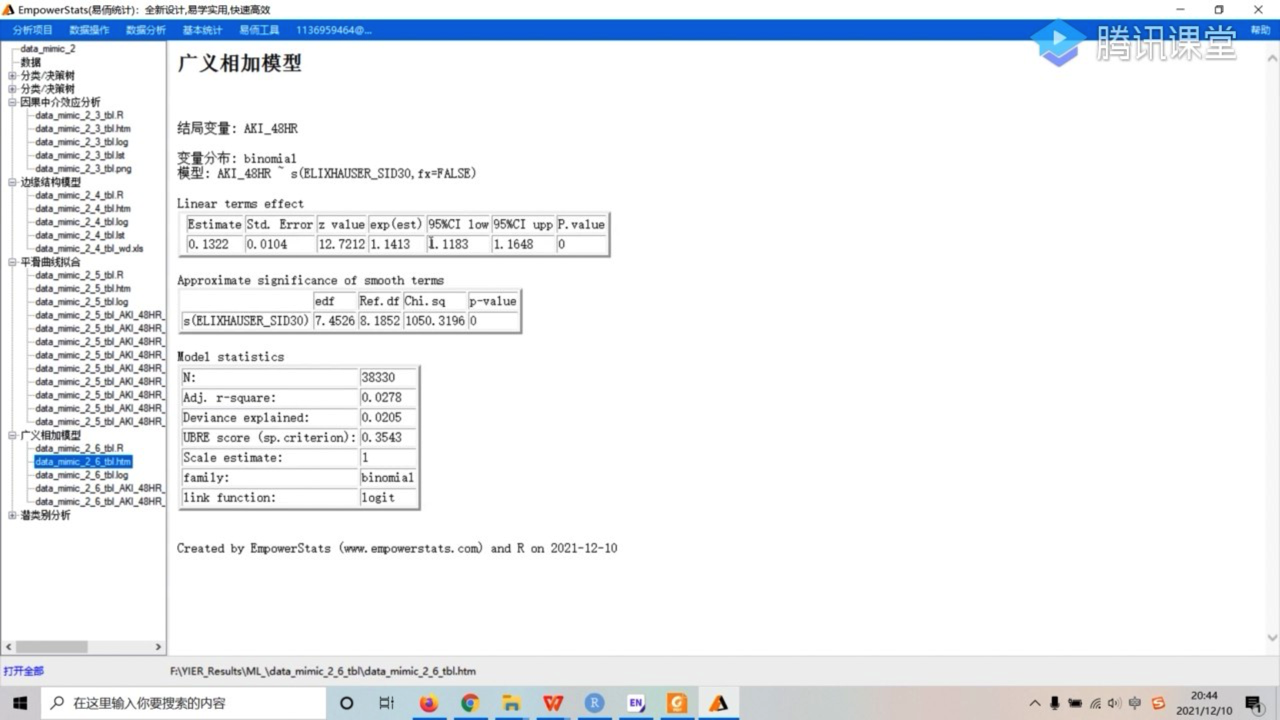 EmpowerStats(易侕统计): 全新设计,易学实用,快速高效
分析项目 数据操作 数据分析 基本统计 易侕工具 1136959464@... 帮助
腾讯课堂
data_mimic_2
数据
分类/决策树
分类/决策树
因果中介效应分析
data_mimic_2_3_tbl.R
data_mimic_2_3_tbl.htm
data_mimic_2_3_tbl.log
data_mimic_2_3_tbl.lst
data_mimic_2_3_tbl.png
边缘结构模型
data_mimic_2_4_tbl.R
data_mimic_2_4_tbl.htm
data_mimic_2_4_tbl.log
data_mimic_2_4_tbl.lst
data_mimic_2_4_tbl_wd.xls
平滑曲线拟合
data_mimic_2_5_tbl.R
data_mimic_2_5_tbl.htm
data_mimic_2_5_tbl.log
data_mimic_2_5_tbl_AKI_48HR_
data_mimic_2_5_tbl_AKI_48HR_
data_mimic_2_5_tbl_AKI_48HR_
data_mimic_2_5_tbl_AKI_48HR_
data_mimic_2_5_tbl_AKI_48HR_
data_mimic_2_5_tbl_AKI_48HR_
data_mimic_2_5_tbl_AKI_48HR_
data_mimic_2_5_tbl_AKI_48HR_
data_mimic_2_5_tbl_AKI_48HR_
广义相加模型
data_mimic_2_6_tbl.R
data_mimic_2_6_tbl.htm
data_mimic_2_6_tbl.log
data_mimic_2_6_tbl_AKI_48HR_
data_mimic_2_6_tbl_AKI_48HR_
潜类别分析
广义相加模型
结局变量: AKI_48HR
变量分布: binomial
模型: AKI_48HR ~ s(ELIXHAUSER_SID30,fx=FALSE)
Linear terms effect
Estimate Std. Error z value exp(est) 95%CI low 95%CI upp P.value
0.1322 0.0104 12.7212 1.1413 1.1183 1.1648 0
Approximate significance of smooth terms
edf Ref.df Chi.sq p-value
s(ELIXHAUSER_SID30) 7.4526 8.1852 1050.3196 0
Model statistics
N: 38330
Adj. r-square: 0.0278
Deviance explained: 0.0205
UBRE score (sp.criterion): 0.3543
Scale estimate: 1
family: binomial
link function: logit
Created by EmpowerStats (www.empowerstats.com) and R on 2021-12-10
打开全部 F:\YIER_Results\ML_\data_mimic_2_6_tbl\data_mimic_2_6_tbl.htm
在这里输入你要搜索的内容 R EN 中 20:44
2021/12/10